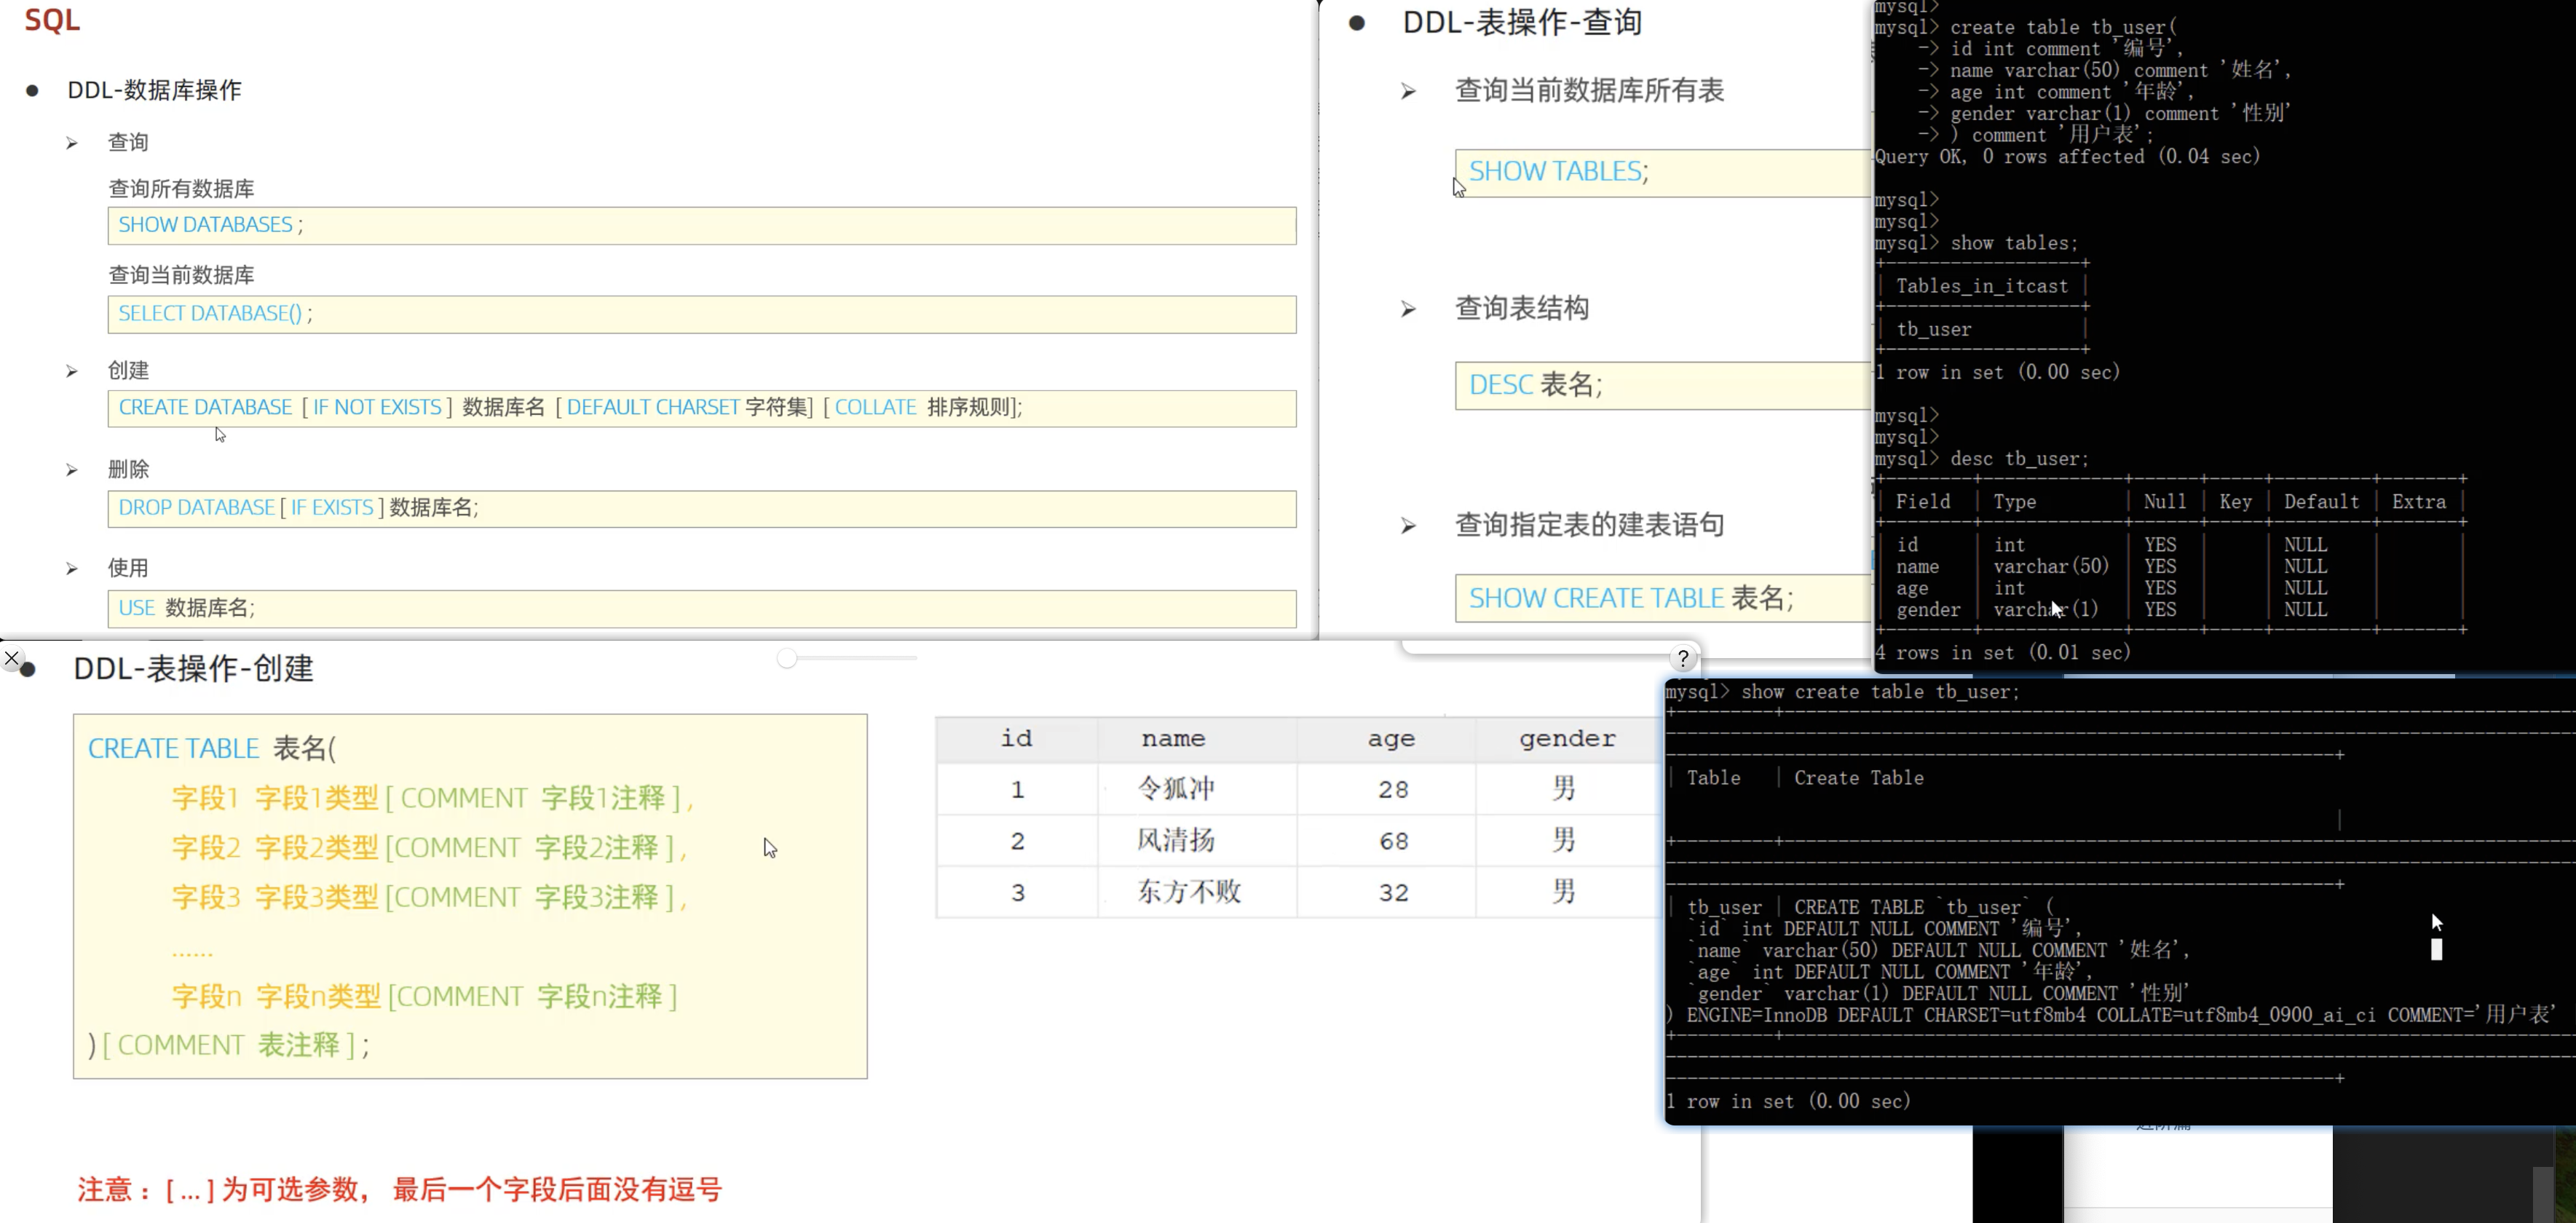 SQL
● DDL-数据库操作
➢ 查询
查询所有数据库
SHOW DATABASES ;
查询当前数据库
SELECT DATABASE() ;
➢ 创建
CREATE DATABASE [ IF NOT EXISTS ] 数据库名 [ DEFAULT CHARSET 字符集] [ COLLATE 排序规则];
➢ 删除
DROP DATABASE [ IF EXISTS ] 数据库名;
➢ 使用
USE 数据库名;
● DDL-表操作-查询
➢ 查询当前数据库所有表
SHOW TABLES;
➢ 查询表结构
DESC 表名;
➢ 查询指定表的建表语句
SHOW CREATE TABLE 表名;
mysql>
mysql> create table tb_user(
-> id int comment '编号',
-> name varchar(50) comment '姓名',
-> age int comment '年龄',
-> gender varchar(1) comment '性别'
-> ) comment '用户表';
Query OK, 0 rows affected (0.04 sec)
mysql>
mysql>
mysql> show tables;
+------------------+
| Tables_in_itcast |
+------------------+
| tb_user |
+------------------+
1 row in set (0.00 sec)
mysql>
mysql>
mysql> desc tb_user;
+--------+-------------+------+-----+---------+-------+
| Field | Type | Null | Key | Default | Extra |
+--------+-------------+------+-----+---------+-------+
| id | int | YES | | NULL | |
| name | varchar(50) | YES | | NULL | |
| age | int | YES | | NULL | |
| gender | varchar(1) | YES | | NULL | |
+--------+-------------+------+-----+---------+-------+
4 rows in set (0.01 sec)
● DDL-表操作-创建
?
CREATE TABLE 表名(
字段1 字段1类型 [ COMMENT 字段1注释 ] ,
字段2 字段2类型 [COMMENT 字段2注释 ] ,
字段3 字段3类型 [COMMENT 字段3注释 ] ,
......
字段n 字段n类型 [COMMENT 字段n注释 ]
) [ COMMENT 表注释 ] ;
id name age gender
1 令狐冲 28 男
2 风清扬 68 男
3 东方不败 32 男
注意：[ ... ] 为可选参数， 最后一个字段后面没有逗号
mysql> show create table tb_user;
| Table | Create Table
|
| tb_user | CREATE TABLE `tb_user` (
`id` int DEFAULT NULL COMMENT '编号',
`name` varchar(50) DEFAULT NULL COMMENT '姓名',
`age` int DEFAULT NULL COMMENT '年龄',
`gender` varchar(1) DEFAULT NULL COMMENT '性别'
) ENGINE=InnoDB DEFAULT CHARSET=utf8mb4 COLLATE=utf8mb4_0900_ai_ci COMMENT='用户表'
1 row in set (0.00 sec)